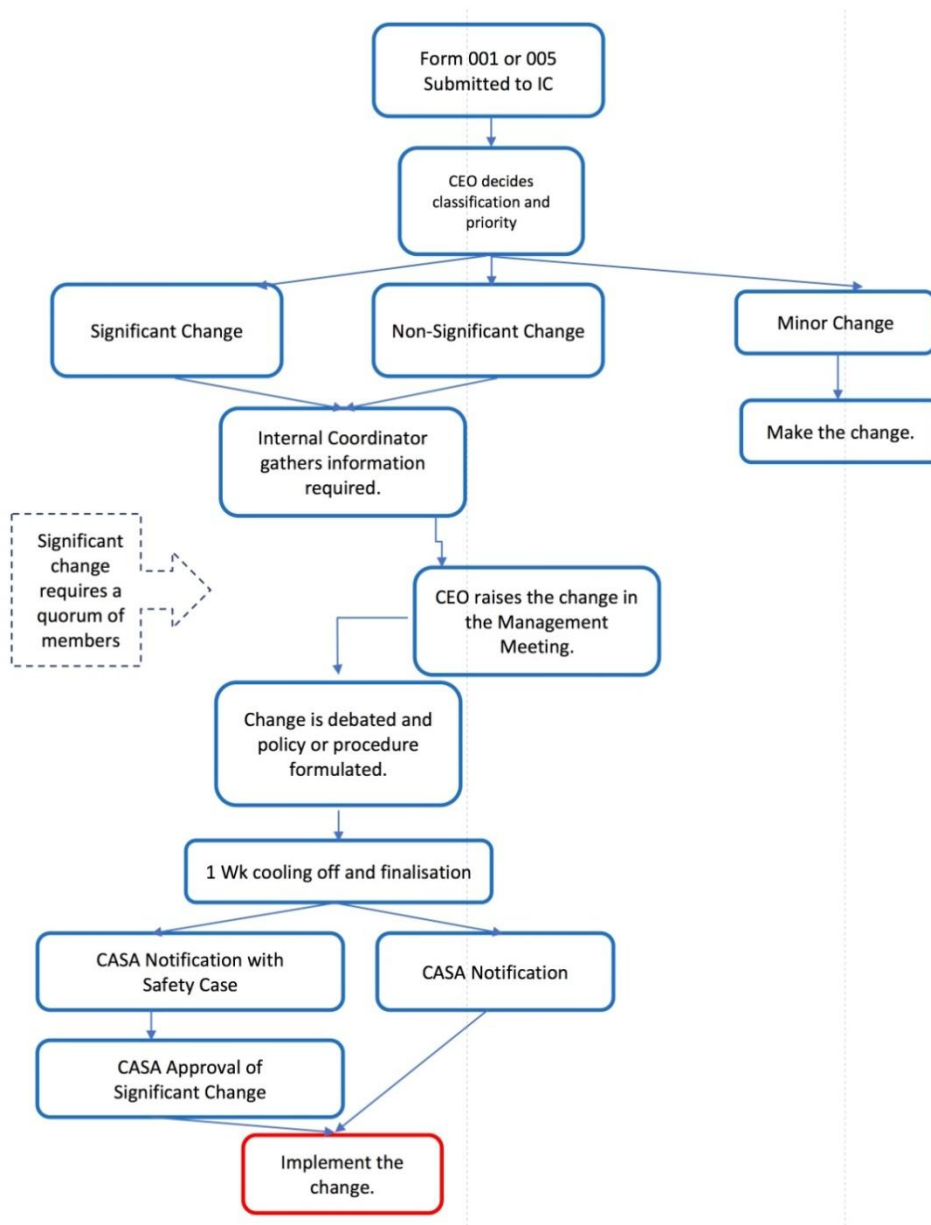 Form 001 or 005
Submitted to IC
CEO decides
classification and
priority
Significant Change
Non-Significant Change
Minor Change
Make the change.
Internal Coordinator
gathers information
required.
Significant
change
requires a
quorum of
members
CEO raises the change in
the Management
Meeting.
Change is debated and
policy or procedure
formulated.
1 Wk cooling off and finalisation
CASA Notification with
Safety Case
CASA Notification
CASA Approval of
Significant Change
Implement the
change.